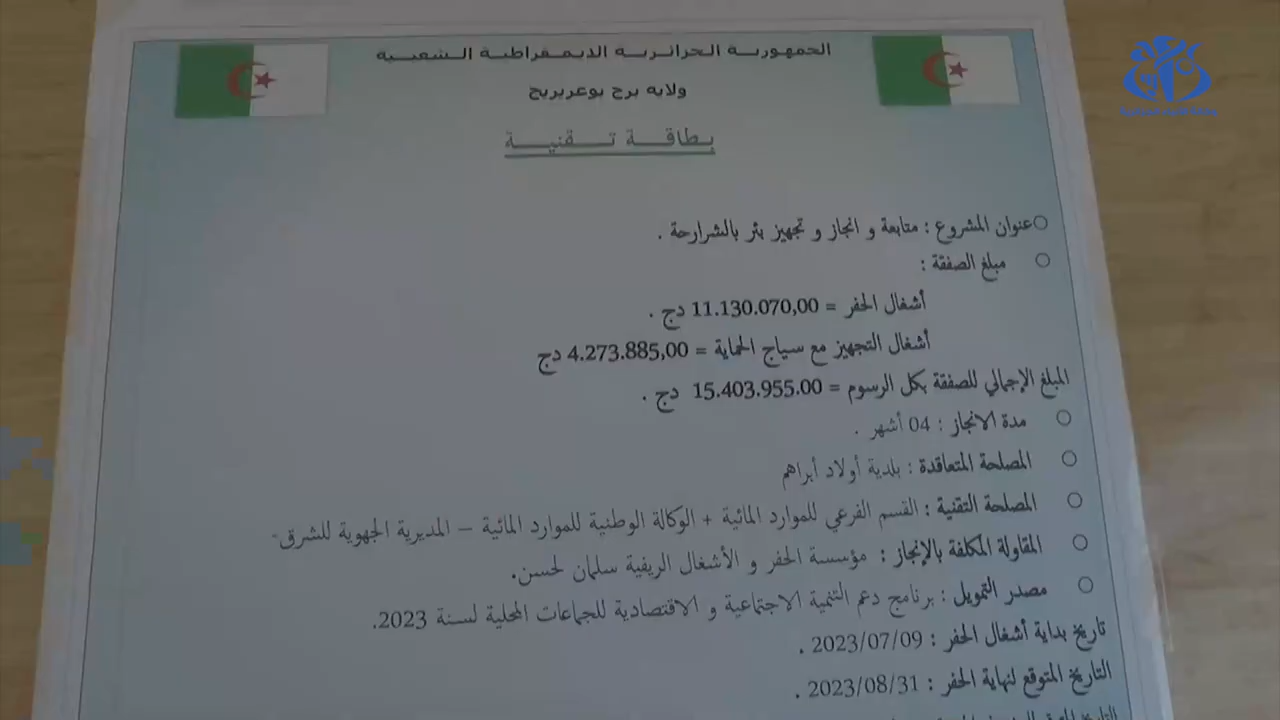 الجمهورية الجزائرية الديمقراطية الشعبية
ولاية برج بوعريريج
بطاقة تقنية
عنوان المشروع : متابعة و انجاز و تجهيز بئر بالشرارحة .
مبلغ الصفقة :
أشغال الحفر = 11.130.070,00 دج .
أشغال التجهيز مع سياج الحماية = 4.273.885,00 دج
المبلغ الإجمالي للصفقة بكل الرسوم = 15.403.955.00 دج .
مدة الانجاز : 04 أشهر .
المصلحة المتعاقدة : بلدية أولاد أبراهم
المصلحة التقنية : القسم الفرعي للموارد المائية + الوكالة الوطنية للموارد المائية – المديرية الجهوية للشرق-
المقاولة المكلفة بالإنجاز : مؤسسة الحفر و الأشغال الريفية سلمان لحسن.
مصدر التمويل : برنامج دعم التنمية الاجتماعية و الاقتصادية للجماعات المحلية لسنة 2023.
تاريخ بداية أشغال الحفر : 2023/07/09 .
التاريخ المتوقع لنهاية الحفر : 2023/08/31 .